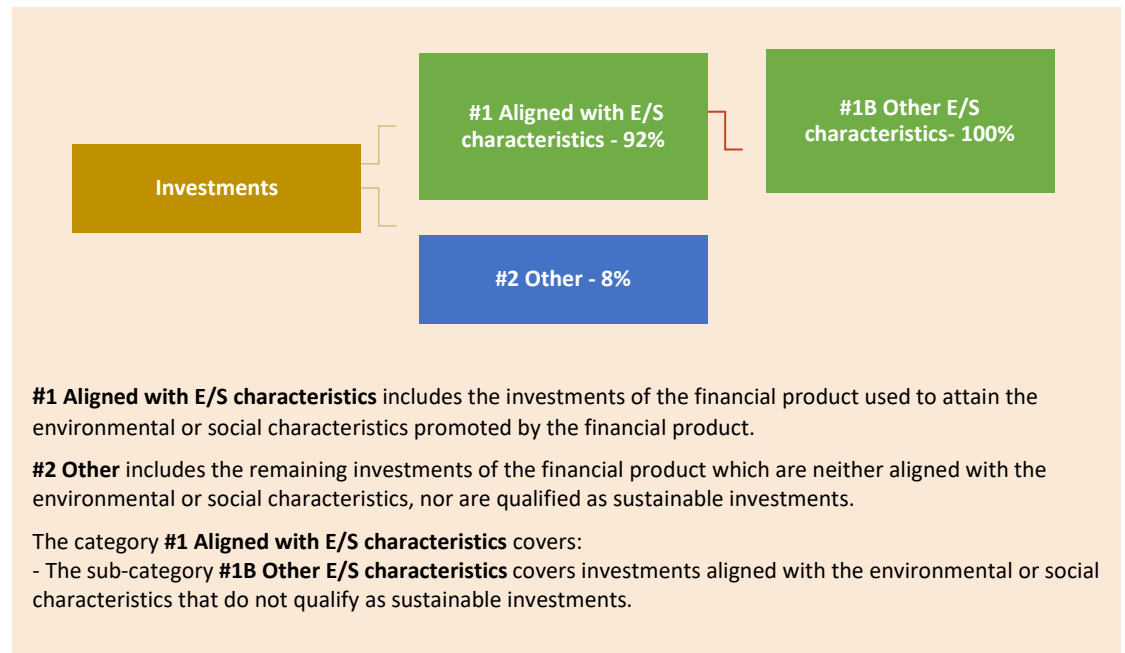 #1 Aligned with E/S
characteristics - 92%
#1B Other E/S
characteristics- 100%
Investments
#2 Other - 8%
#1 Aligned with E/S characteristics includes the investments of the financial product used to attain the
environmental or social characteristics promoted by the financial product.
#2 Other includes the remaining investments of the financial product which are neither aligned with the
environmental or social characteristics, nor are qualified as sustainable investments.
The category #1 Aligned with E/S characteristics covers:
- The sub-category #1B Other E/S characteristics covers investments aligned with the environmental or social
characteristics that do not qualify as sustainable investments.